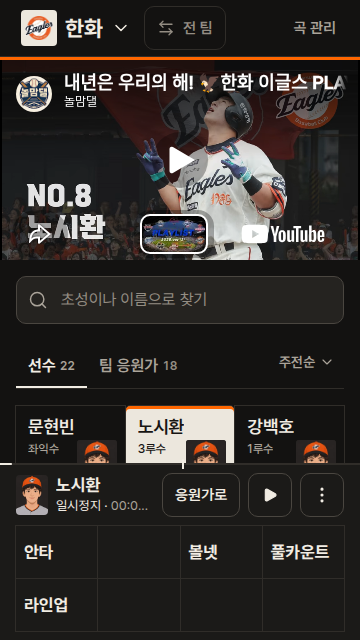 Eagles
한화
전 팀
곡 관리
놀맘댈
내년은 우리의 해! 🦅 한화 이글스 PLA
놀맘댈
Eagles
Eagles
NO.8
노시환
YouTube
초성이나 이름으로 찾기
선수 22
팀 응원가 18
주전순
문현빈
좌익수
노시환
3루수
강백호
1루수
노시환
일시정지 · 00:0...
응원가로
안타
볼넷
풀카운트
라인업